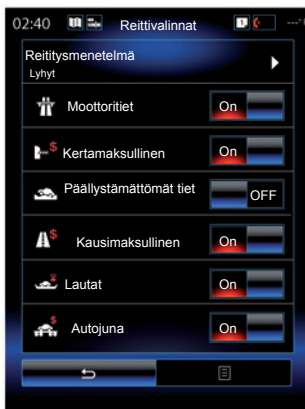 02:40 Reittivalinnat
Reititysmenetelmä
Lyhyt
Moottoritiet On
Kertamaksullinen On
Päällystämättömät tiet OFF
Kausimaksullinen On
Lautat On
Autojuna On